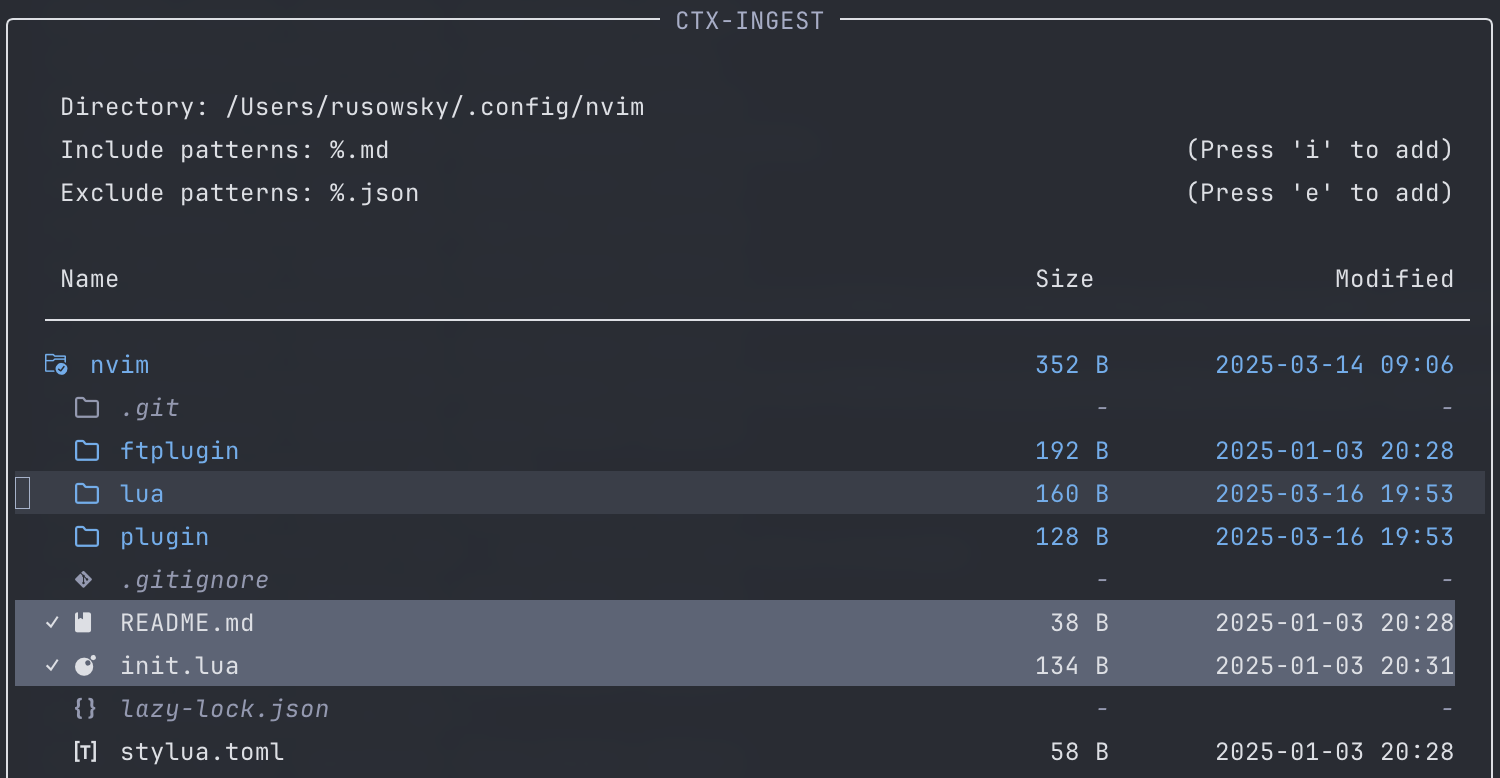 CTX-INGEST
Directory: /Users/rusowsky/.config/nvim
Include patterns: %.md (Press 'i' to add)
Exclude patterns: %.json (Press 'e' to add)
Name Size Modified
nvim 352 B 2025-03-14 09:06
.git - -
ftplugin 192 B 2025-01-03 20:28
lua 160 B 2025-03-16 19:53
plugin 128 B 2025-03-16 19:53
.gitignore - -
✓ README.md 38 B 2025-01-03 20:28
✓ init.lua 134 B 2025-01-03 20:31
{} lazy-lock.json - -
[T] stylua.toml 58 B 2025-01-03 20:28